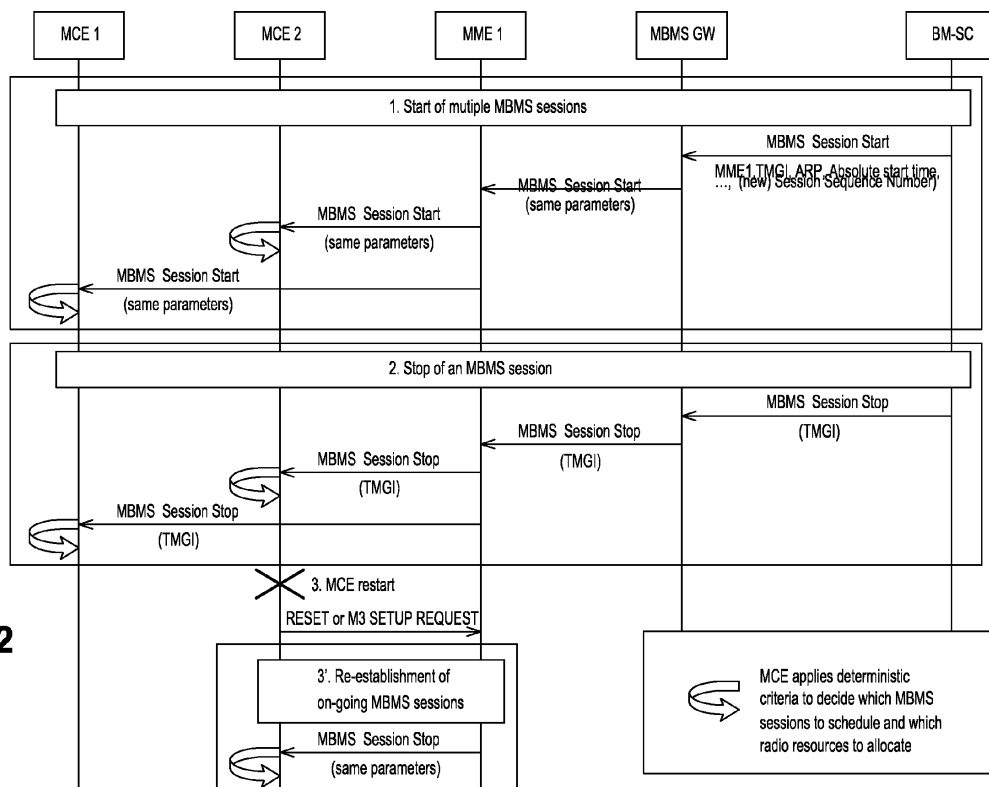 MCE 1
MCE 2
MME 1
MBMS GW
BM-SC
1. Start of mutiple MBMS sessions
MBMS Session Start
MME1,TMGI, ARP, Absolute start time,
..., (new) Session Sequence Number)
MBMS Session Start
(same parameters)
MBMS Session Start
(same parameters)
MBMS Session Start
(same parameters)
2. Stop of an MBMS session
MBMS Session Stop
(TMGI)
MBMS Session Stop
(TMGI)
MBMS Session Stop
(TMGI)
MBMS Session Stop
(TMGI)
3. MCE restart
RESET or M3 SETUP REQUEST
2
3'. Re-establishment of
on-going MBMS sessions
MBMS Session Stop
(same parameters)
MCE applies deterministic
criteria to decide which MBMS
sessions to schedule and which
radio resources to allocate